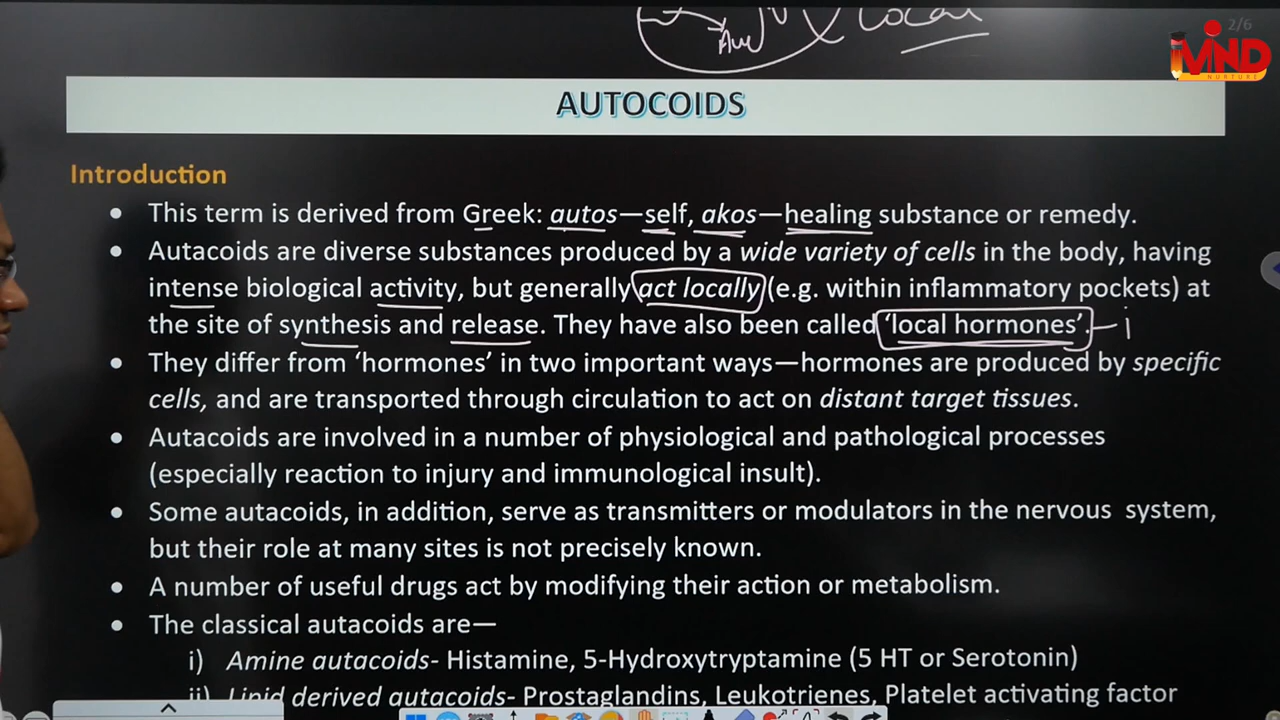 local
2/6
MIND
NURTURE
AUTOCOIDS
Introduction
• This term is derived from Greek: autos—self, akos—healing substance or remedy.
• Autacoids are diverse substances produced by a wide variety of cells in the body, having
intense biological activity, but generally act locally (e.g. within inflammatory pockets) at
the site of synthesis and release. They have also been called 'local hormones'. – i
• They differ from 'hormones' in two important ways—hormones are produced by specific
cells, and are transported through circulation to act on distant target tissues.
• Autacoids are involved in a number of physiological and pathological processes
(especially reaction to injury and immunological insult).
• Some autacoids, in addition, serve as transmitters or modulators in the nervous system,
but their role at many sites is not precisely known.
• A number of useful drugs act by modifying their action or metabolism.
• The classical autacoids are—
i) Amine autacoids- Histamine, 5-Hydroxytryptamine (5 HT or Serotonin)
ii) Lipid derived autacoids- Prostaglandins, Leukotrienes, Platelet activating factor